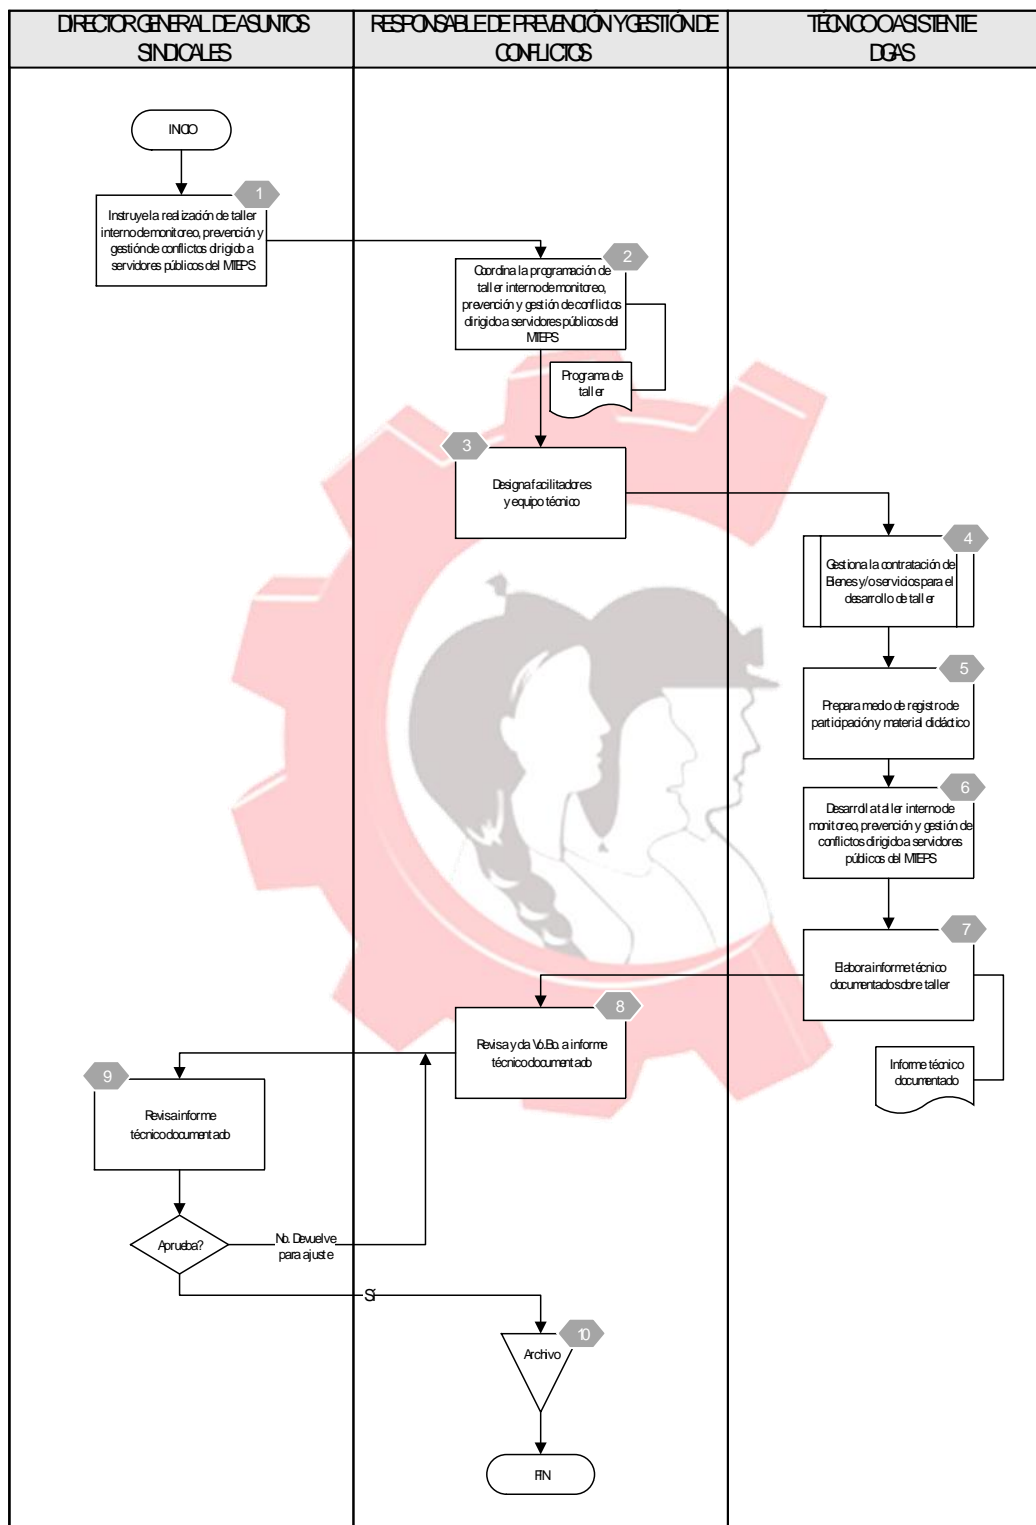 DIRECTOR GENERAL DE ASUNTOS
SINDICALES
RESPONSABLE DE PREVENCIÓN Y GESTIÓN DE
CONFLICTOS
TÉCNICO O ASISTENTE
DGAS
INICIO
1
Instruye la realización de taller
interno de monitoreo, prevención y
gestión de conflictos dirigido a
servidores públicos del MTEPS
2
Coordina la programación de
taller interno de monitoreo,
prevención y gestión de conflictos
dirigido a servidores públicos del
MTEPS
Programa de
taller
3
Designa facilitadores
y equipo técnico
4
Gestiona la contratación de
Bienes y/o servicios para el
desarrollo de taller
5
Prepara medio de registro de
participación y material didáctico
6
Desarrolla taller interno de
monitoreo, prevención y gestión de
conflictos dirigido a servidores
públicos del MTEPS
7
Elabora informe técnico
documentado sobre taller
Informe técnico
documentado
8
Revisa y da Vo.Bo. a informe
técnico documentado
9
Revisa informe
técnico documentado
Aprueba?
No. Devuelve
para ajuste
Sí
10
Archivo
FIN